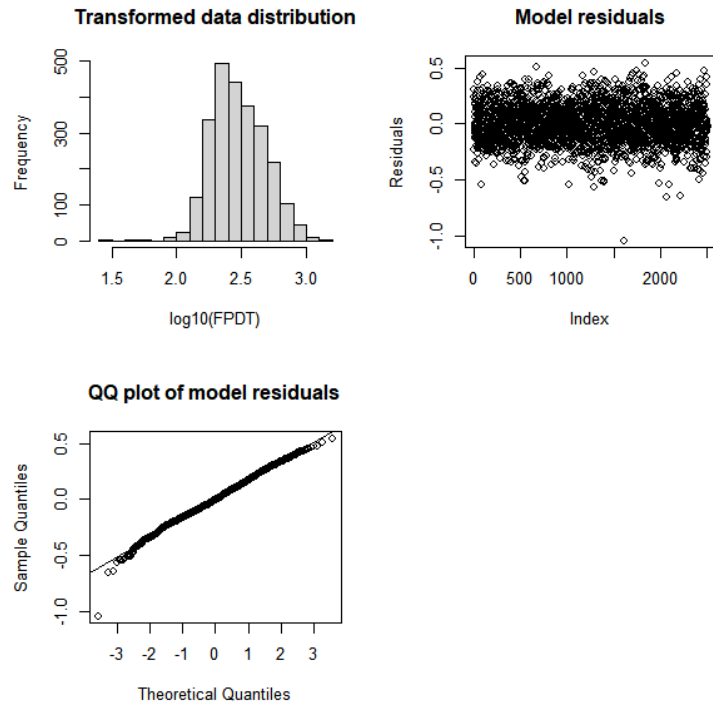 Transformed data distribution
Frequency
0 100 300 500
1.5 2.0 2.5 3.0
log10(FPDT)
Model residuals
Residuals
-1.0 -0.5 0.0 0.5
0 500 1000 2000
Index
QQ plot of model residuals
Sample Quantiles
-1.0 -0.5 0.0 0.5
-3 -2 -1 0 1 2 3
Theoretical Quantiles